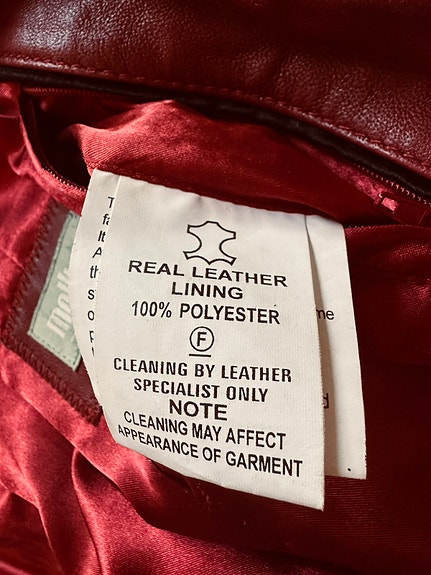 REAL LEATHER
LINING
100% POLYESTER
F
CLEANING BY LEATHER
SPECIALIST ONLY
NOTE
CLEANING MAY AFFECT
APPEARANCE OF GARMENT